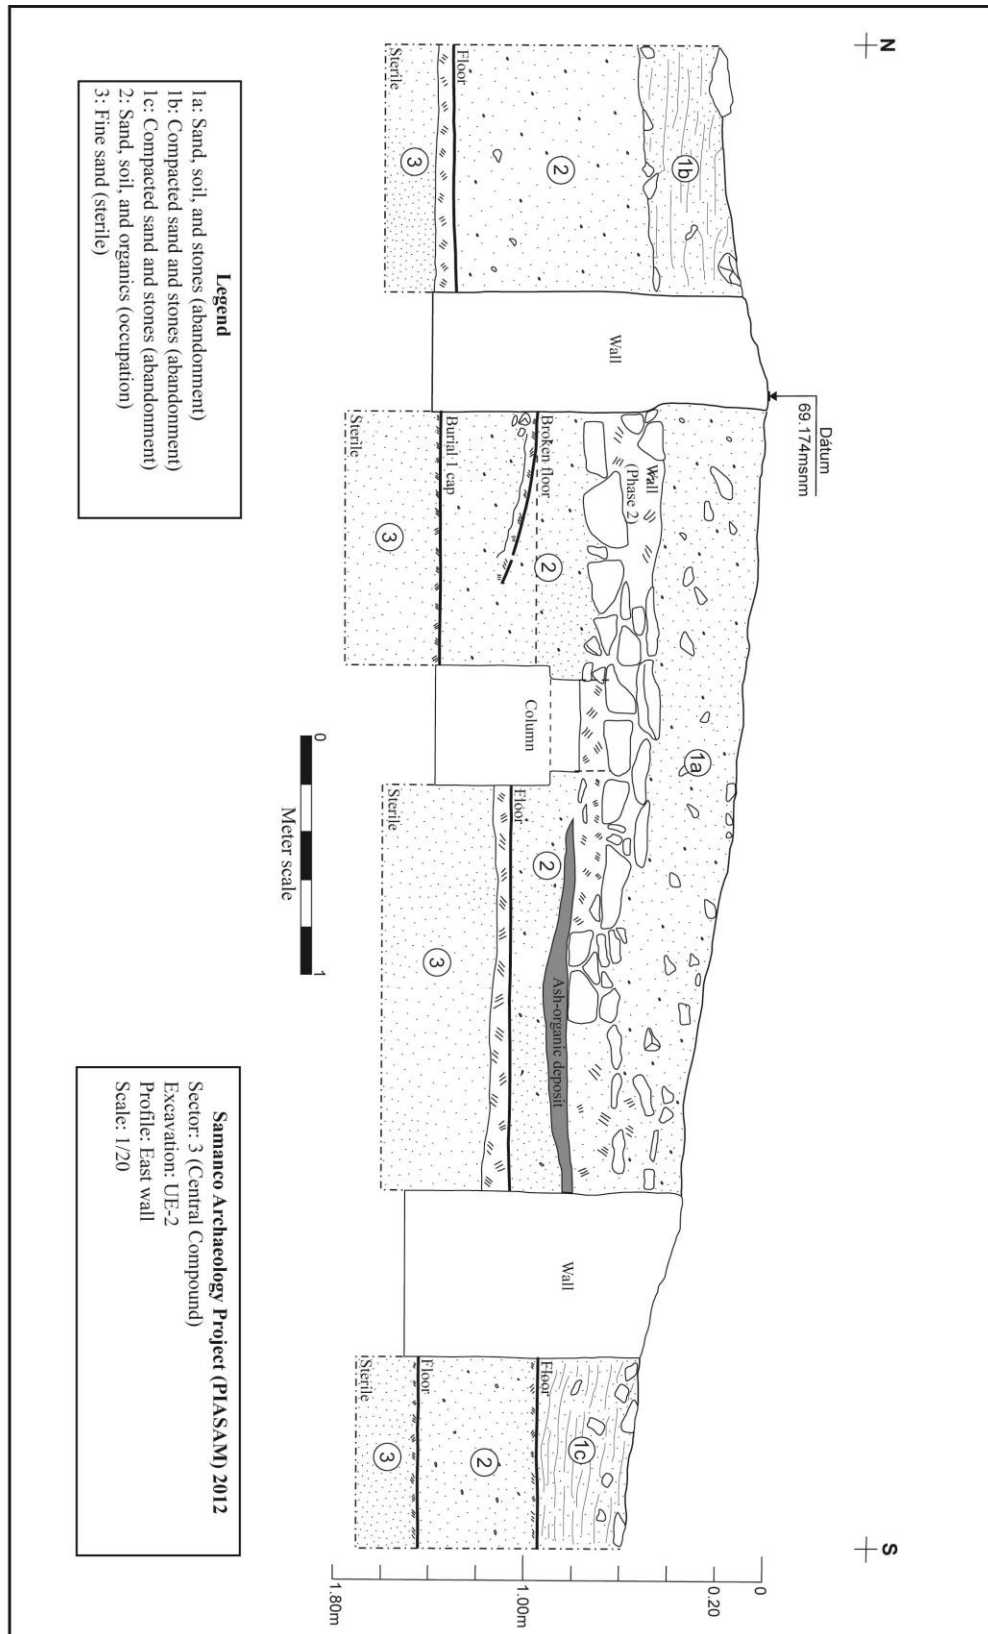 N
S
Dátum
69.174msnm
0
0.20
1.00m
1.80m
1b
2
Floor
3
Sterile
Wall
1a
Wall
(Phase 2)
Broken floor
2
Burial 1 cap
3
Sterile
Column
2
Ash-organic deposit
Floor
3
Sterile
Wall
1c
Floor
2
Floor
3
Sterile
0
1
Meter scale
Legend
1a: Sand, soil, and stones (abandonment)
1b: Compacted sand and stones (abandonment)
1c: Compacted sand and stones (abandonment)
2: Sand, soil, and organics (occupation)
3: Fine sand (sterile)
Samanco Archaeology Project (PIASAM) 2012
Sector: 3 (Central Compound)
Excavation: UE-2
Profile: East wall
Scale: 1/20